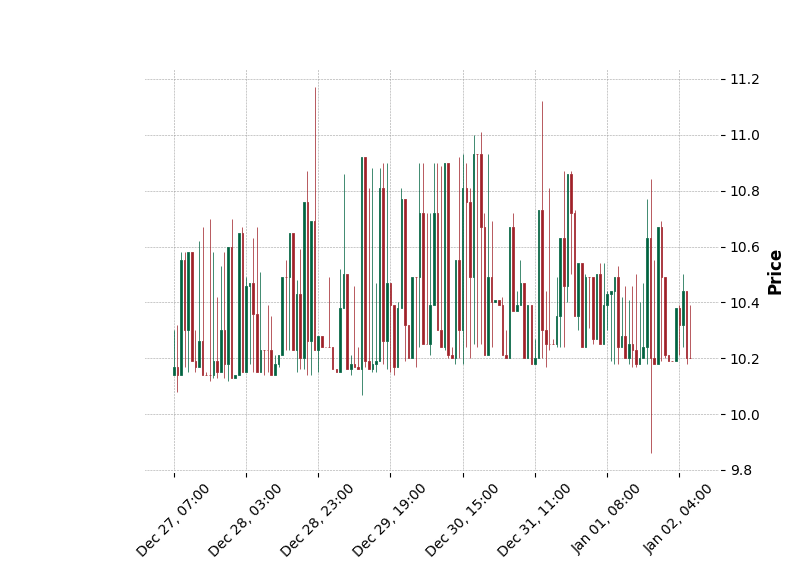 11.2
11.0
10.8
10.6
10.4
10.2
10.0
9.8
Price
Dec 27, 07:00
Dec 28, 03:00
Dec 28, 23:00
Dec 29, 19:00
Dec 30, 15:00
Dec 31, 11:00
Jan 01, 08:00
Jan 02, 04:00